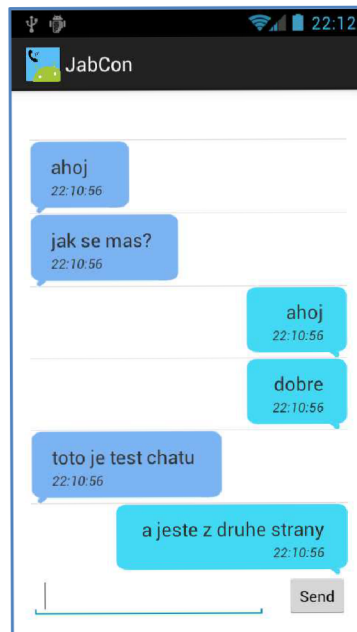 22:12
JabCon
ahoj
22:10:56
jak se mas?
22:10:56
ahoj
22:10:56
dobre
22:10:56
toto je test chatu
22:10:56
a jeste z druhe strany
22:10:56
Send